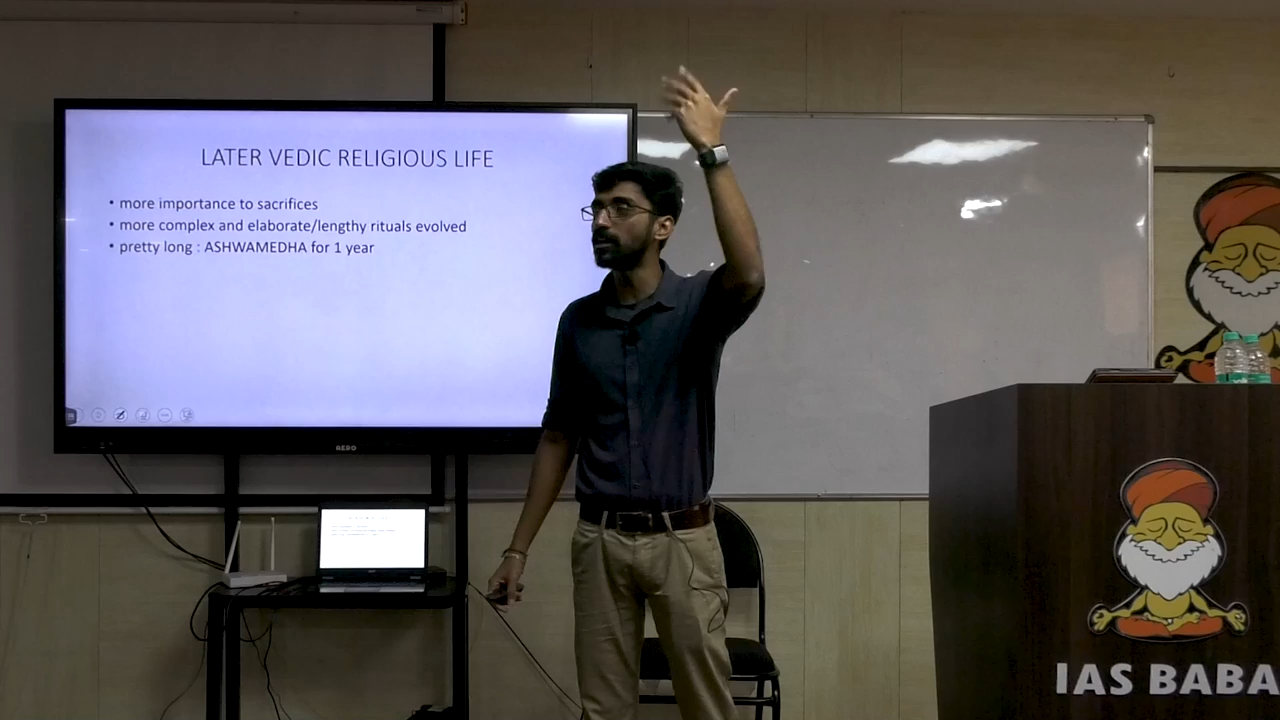 LATER VEDIC RELIGIOUS LIFE
• more importance to sacrifices
• more complex and elaborate/lengthy rituals evolved
• pretty long : ASHWAMEDHA for 1 year
AERO
IAS BABA